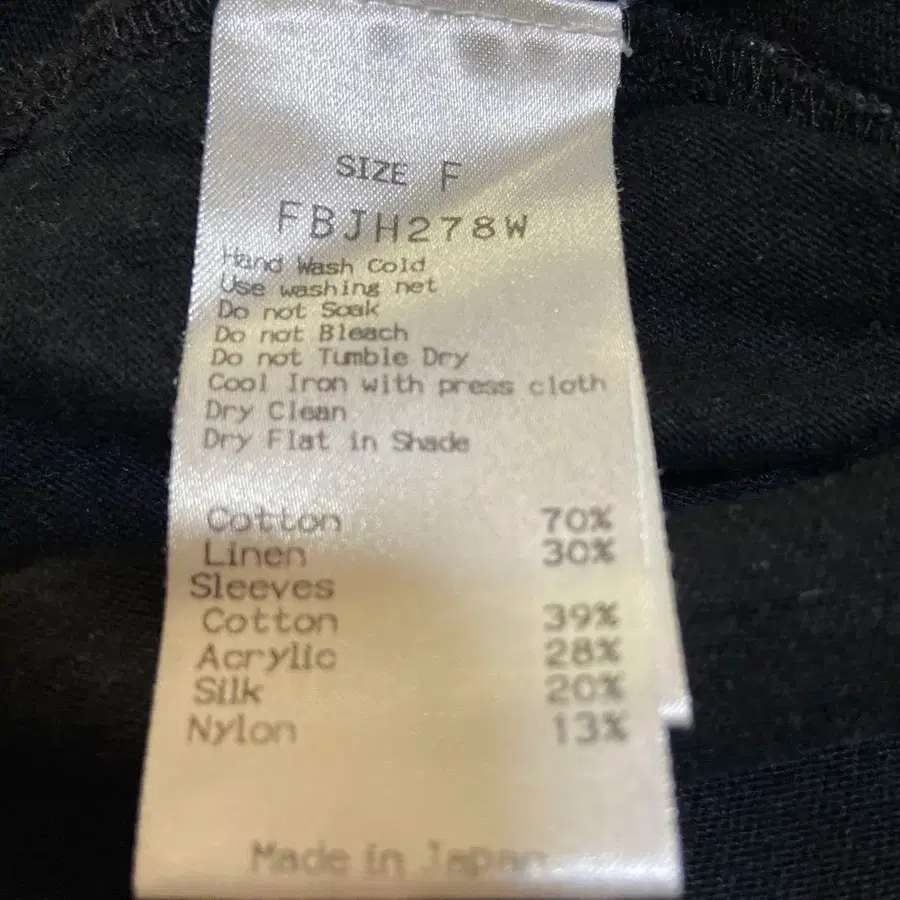 SIZE F
FBJH278W
Hand Wash Cold
Use washing net
Do not Soak
Do not Bleach
Do not Tumble Dry
Cool Iron with press cloth
Dry Clean
Dry Flat in Shade
Cotton 70%
Linen 30%
Sleeves
Cotton 39%
Acrylic 28%
Silk 20%
Nylon 13%
Made in Japan